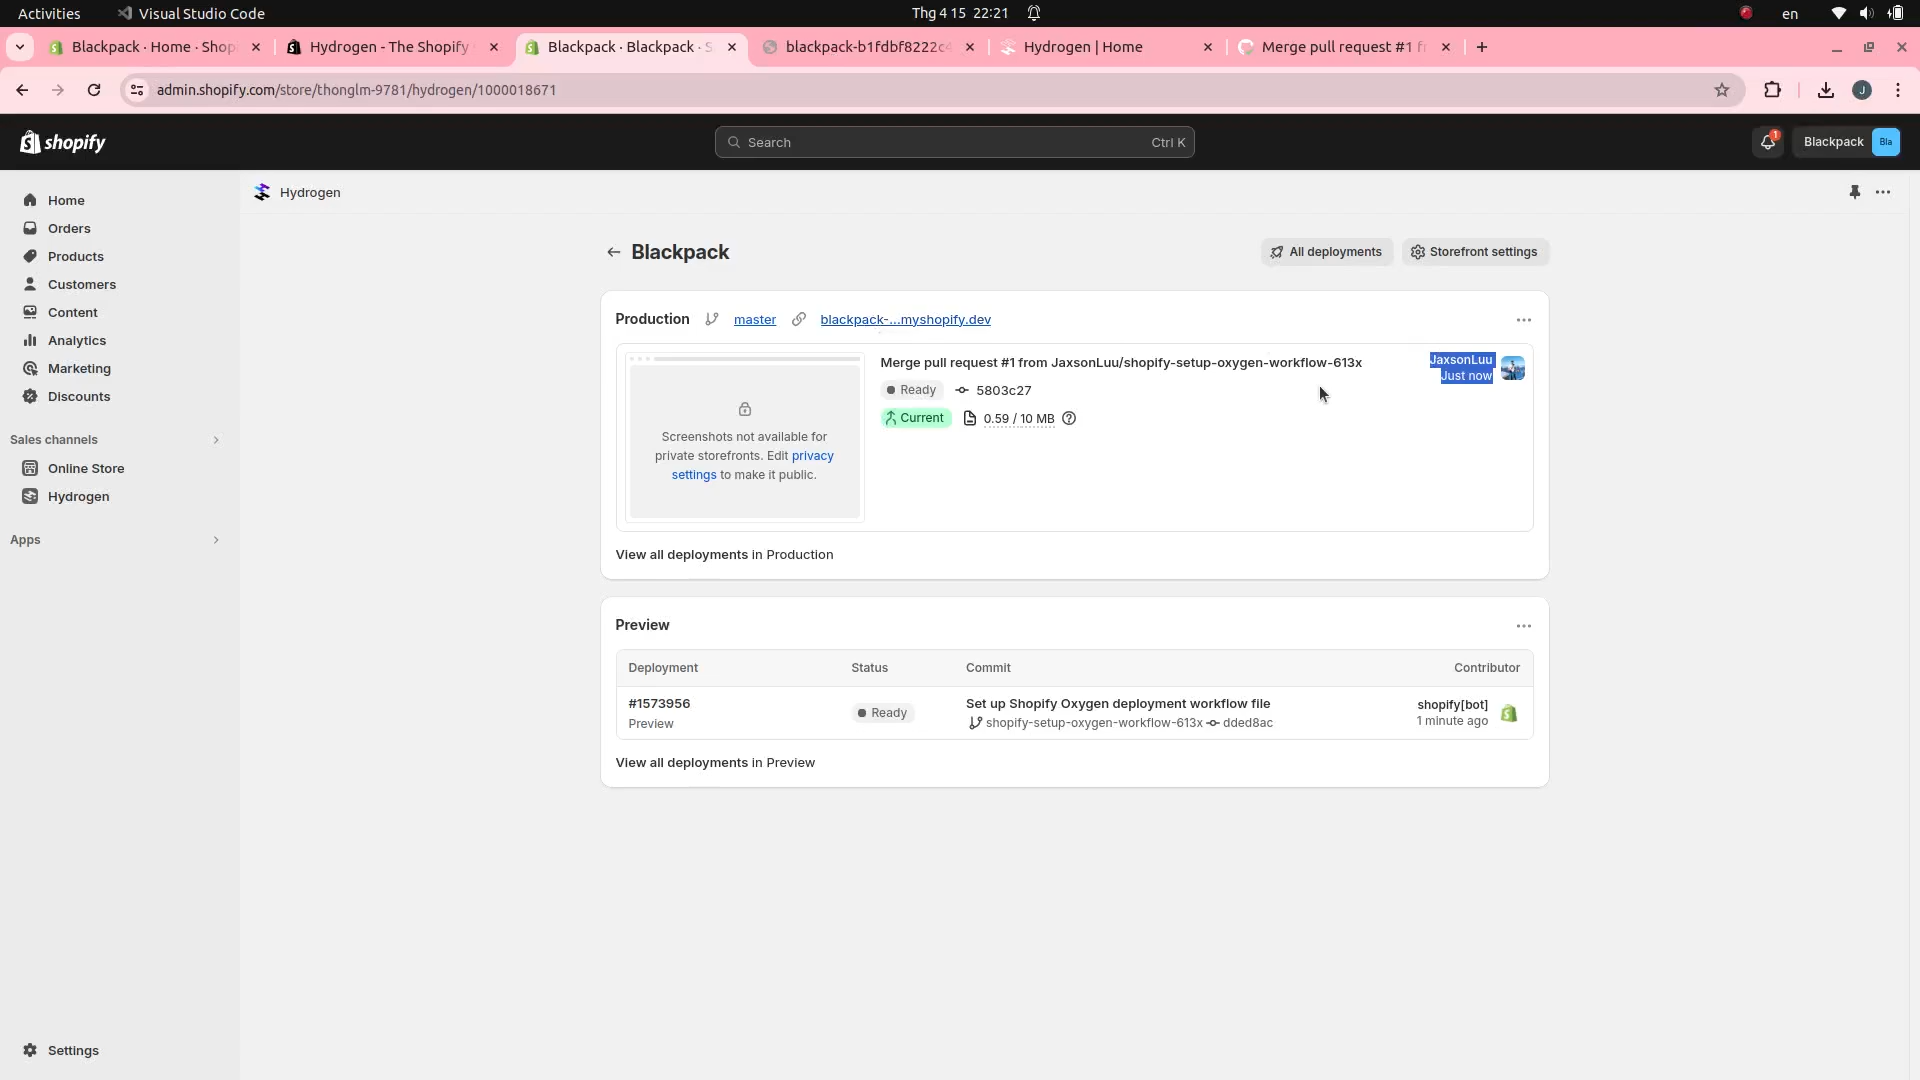 Activities
Visual Studio Code
Thg 4 15 22:21
en
Blackpack · Home · Shop
Hydrogen - The Shopify
Blackpack · Blackpack · S
blackpack-b1fdbf8222c4
Hydrogen | Home
Merge pull request #1 f
admin.shopify.com/store/thonglm-9781/hydrogen/1000018671
J
shopify
Search
Ctrl K
1
Blackpack
Bla
Home
Orders
Products
Customers
Content
Analytics
Marketing
Discounts
Sales channels
Online Store
Hydrogen
Apps
Settings
Hydrogen
Blackpack
All deployments
Storefront settings
Production
master
blackpack-...myshopify.dev
Screenshots not available for
private storefronts. Edit privacy
settings to make it public.
Merge pull request #1 from JaxsonLuu/shopify-setup-oxygen-workflow-613x
Ready
5803c27
Current
0.59 / 10 MB
JaxsonLuu
Just now
View all deployments in Production
Preview
Deployment
Status
Commit
Contributor
#1573956
Preview
Ready
Set up Shopify Oxygen deployment workflow file
shopify-setup-oxygen-workflow-613x
dded8ac
shopify[bot]
1 minute ago
View all deployments in Preview